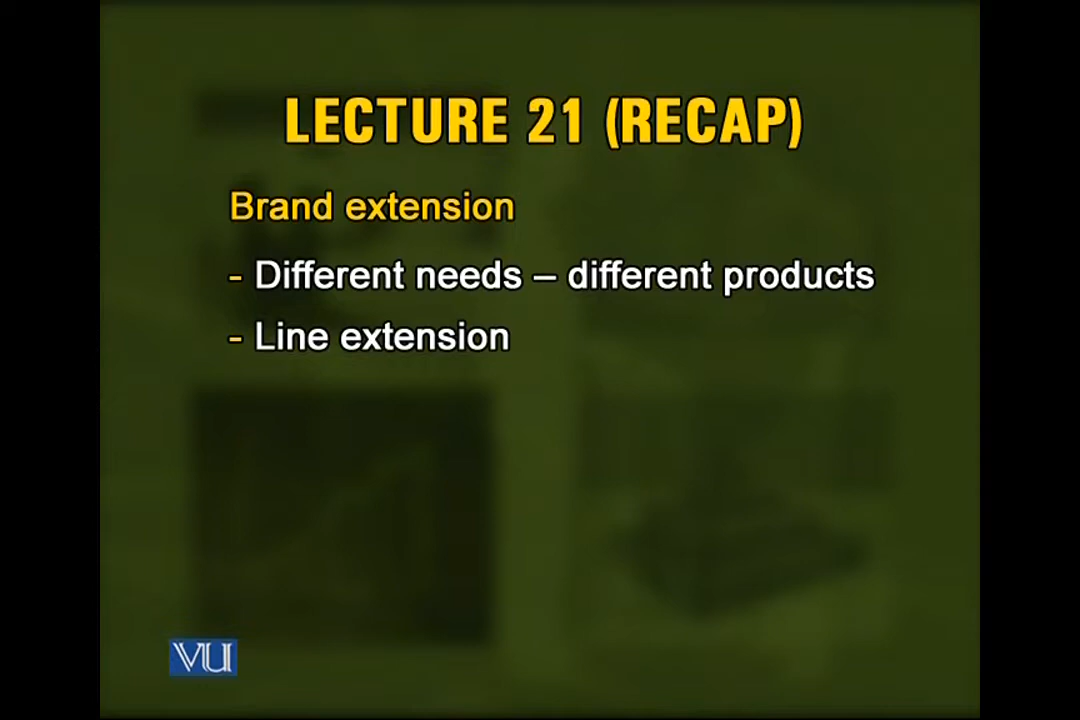 LECTURE 21 (RECAP)
Brand extension
- Different needs – different products
- Line extension
VU